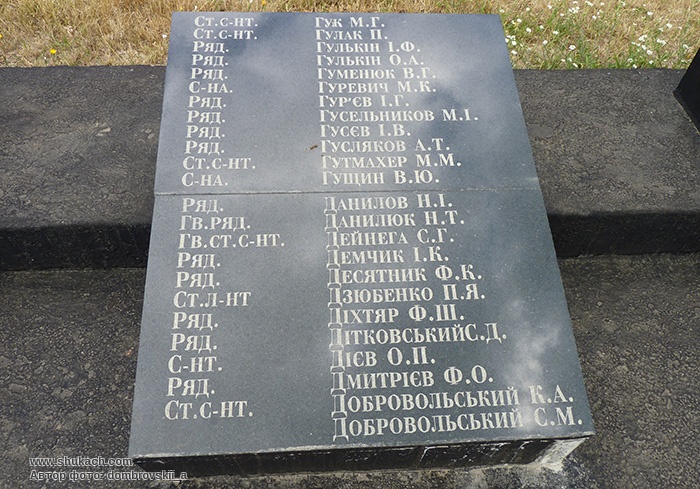 Ст.с-нт. Гук М.Г.
Ст.с-нт. Гулак П.
Ряд. Гулькін І.Ф.
Ряд. Гулькін О.А.
Ряд. Гуменюк В.Г.
С-на. Гуревич М.К.
Ряд. Гур'єв І.Г.
Ряд. Гусельников М.І.
Ряд. Гусєв І.В.
Ряд. Гусляков А.Т.
Ст.с-нт. Гутмахер М.М.
С-на. Гущин В.Ю.
Ряд. Данилов Н.І.
Гв.ряд. Данилюк Н.Т.
Гв.ст.с-нт. Дейнега С.Г.
Ряд. Демчик І.К.
Ряд. Десятник Ф.К.
Ст.л-нт Дзюбенко П.Я.
Ряд. Діхтяр Ф.Ш.
Ряд. Дітковський С.Д.
С-нт. Дієв О.П.
Ряд. Дмитрієв Ф.О.
Ст.с-нт. Добровольський К.А.
Добровольський С.М.
www.shukach.com
Автор фото: dombrovskii_a